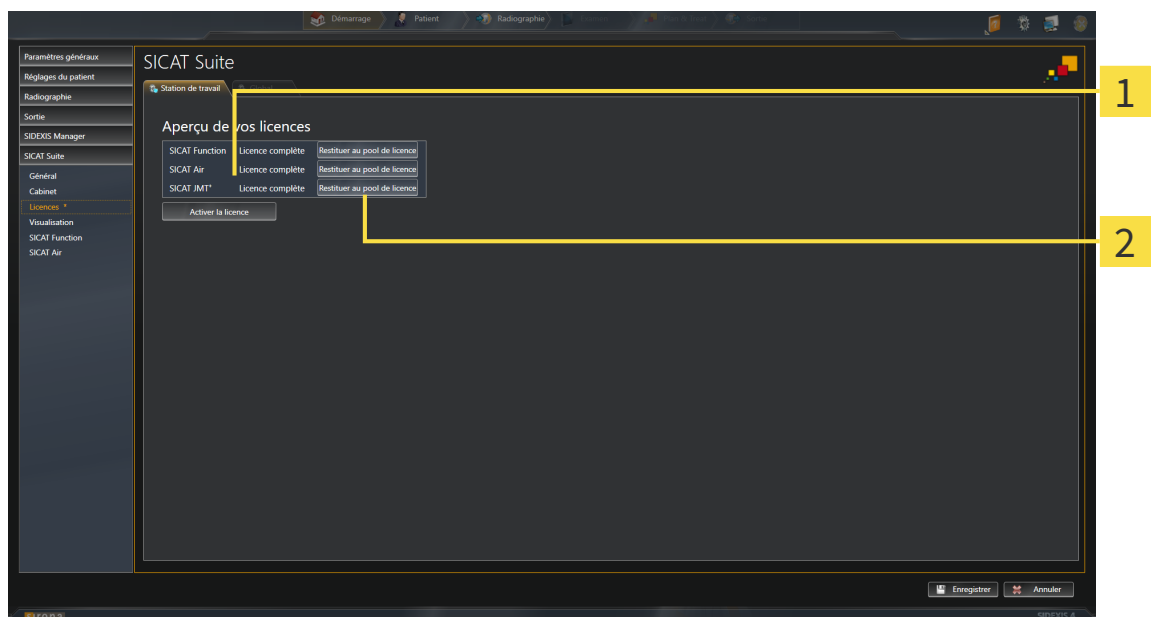 Démarrage
Patient
Radiographie
Paramètres généraux
Réglages du patient
Radiographie
Sortie
SIDEXIS Manager
SICAT Suite
Général
Cabinet
Licences *
Visualisation
SICAT Function
SICAT Air
SICAT Suite
Station de travail
Aperçu de vos licences
SICAT Function Licence complète Restituer au pool de licence
SICAT Air Licence complète Restituer au pool de licence
SICAT JMT+ Licence complète Restituer au pool de licence
Activer la licence
1
2
Enregistrer
Annuler
SIDEXIS 4